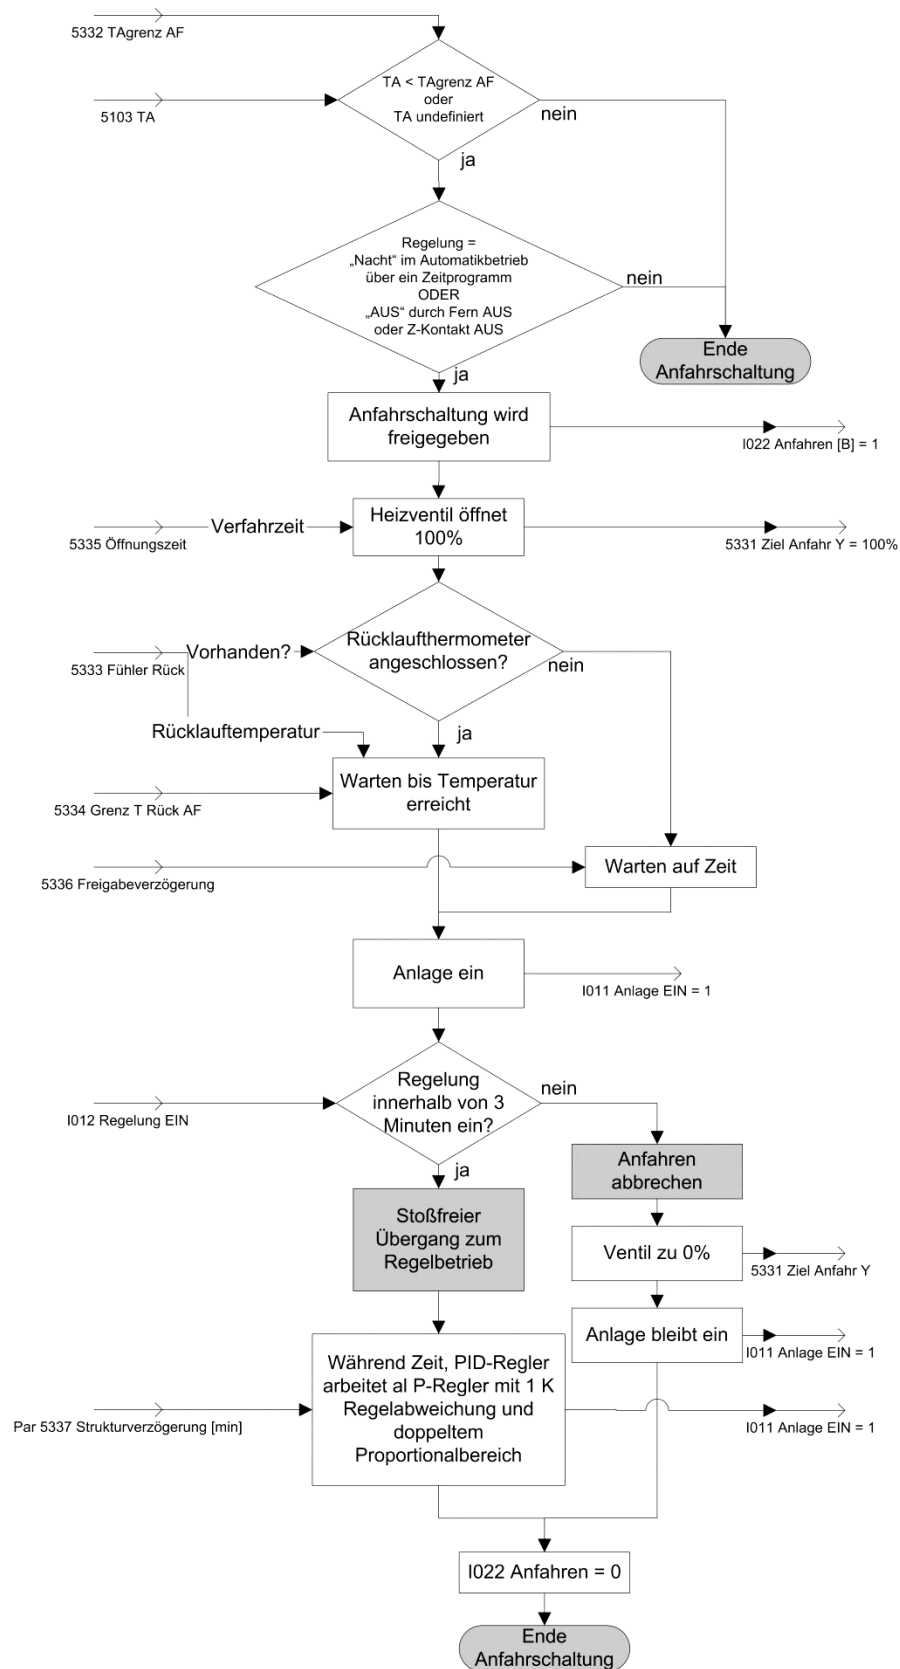 5332 TAgrenz AF
TA < TAgrenz AF
oder
TA undefiniert
5103 TA
nein
ja
Regelung =
„Nacht“ im Automatikbetrieb
über ein Zeitprogramm
ODER
„AUS“ durch Fern AUS
oder Z-Kontakt AUS
nein
Ende
Anfahrschaltung
ja
Anfahrschaltung wird
freigegeben
I022 Anfahren [B] = 1
5335 Öffnungszeit
Verfahrzeit
Heizventil öffnet
100%
5331 Ziel Anfahr Y = 100%
5333 Fühler Rück
Vorhanden?
Rücklaufthermometer
angeschlossen?
nein
Rücklauftemperatur
ja
Warten bis Temperatur
erreicht
5334 Grenz T Rück AF
5336 Freigabeverzögerung
Warten auf Zeit
Anlage ein
I011 Anlage EIN = 1
Regelung
innerhalb von 3
Minuten ein?
nein
I012 Regelung EIN
ja
Anfahren
abbrechen
Stoßfreier
Übergang zum
Regelbetrieb
Ventil zu 0%
5331 Ziel Anfahr Y
Anlage bleibt ein
I011 Anlage EIN = 1
Während Zeit, PID-Regler
arbeitet al P-Regler mit 1 K
Regelabweichung und
doppeltem
Proportionalbereich
Par 5337 Strukturverzögerung [min]
I011 Anlage EIN = 1
I022 Anfahren = 0
Ende
Anfahrschaltung